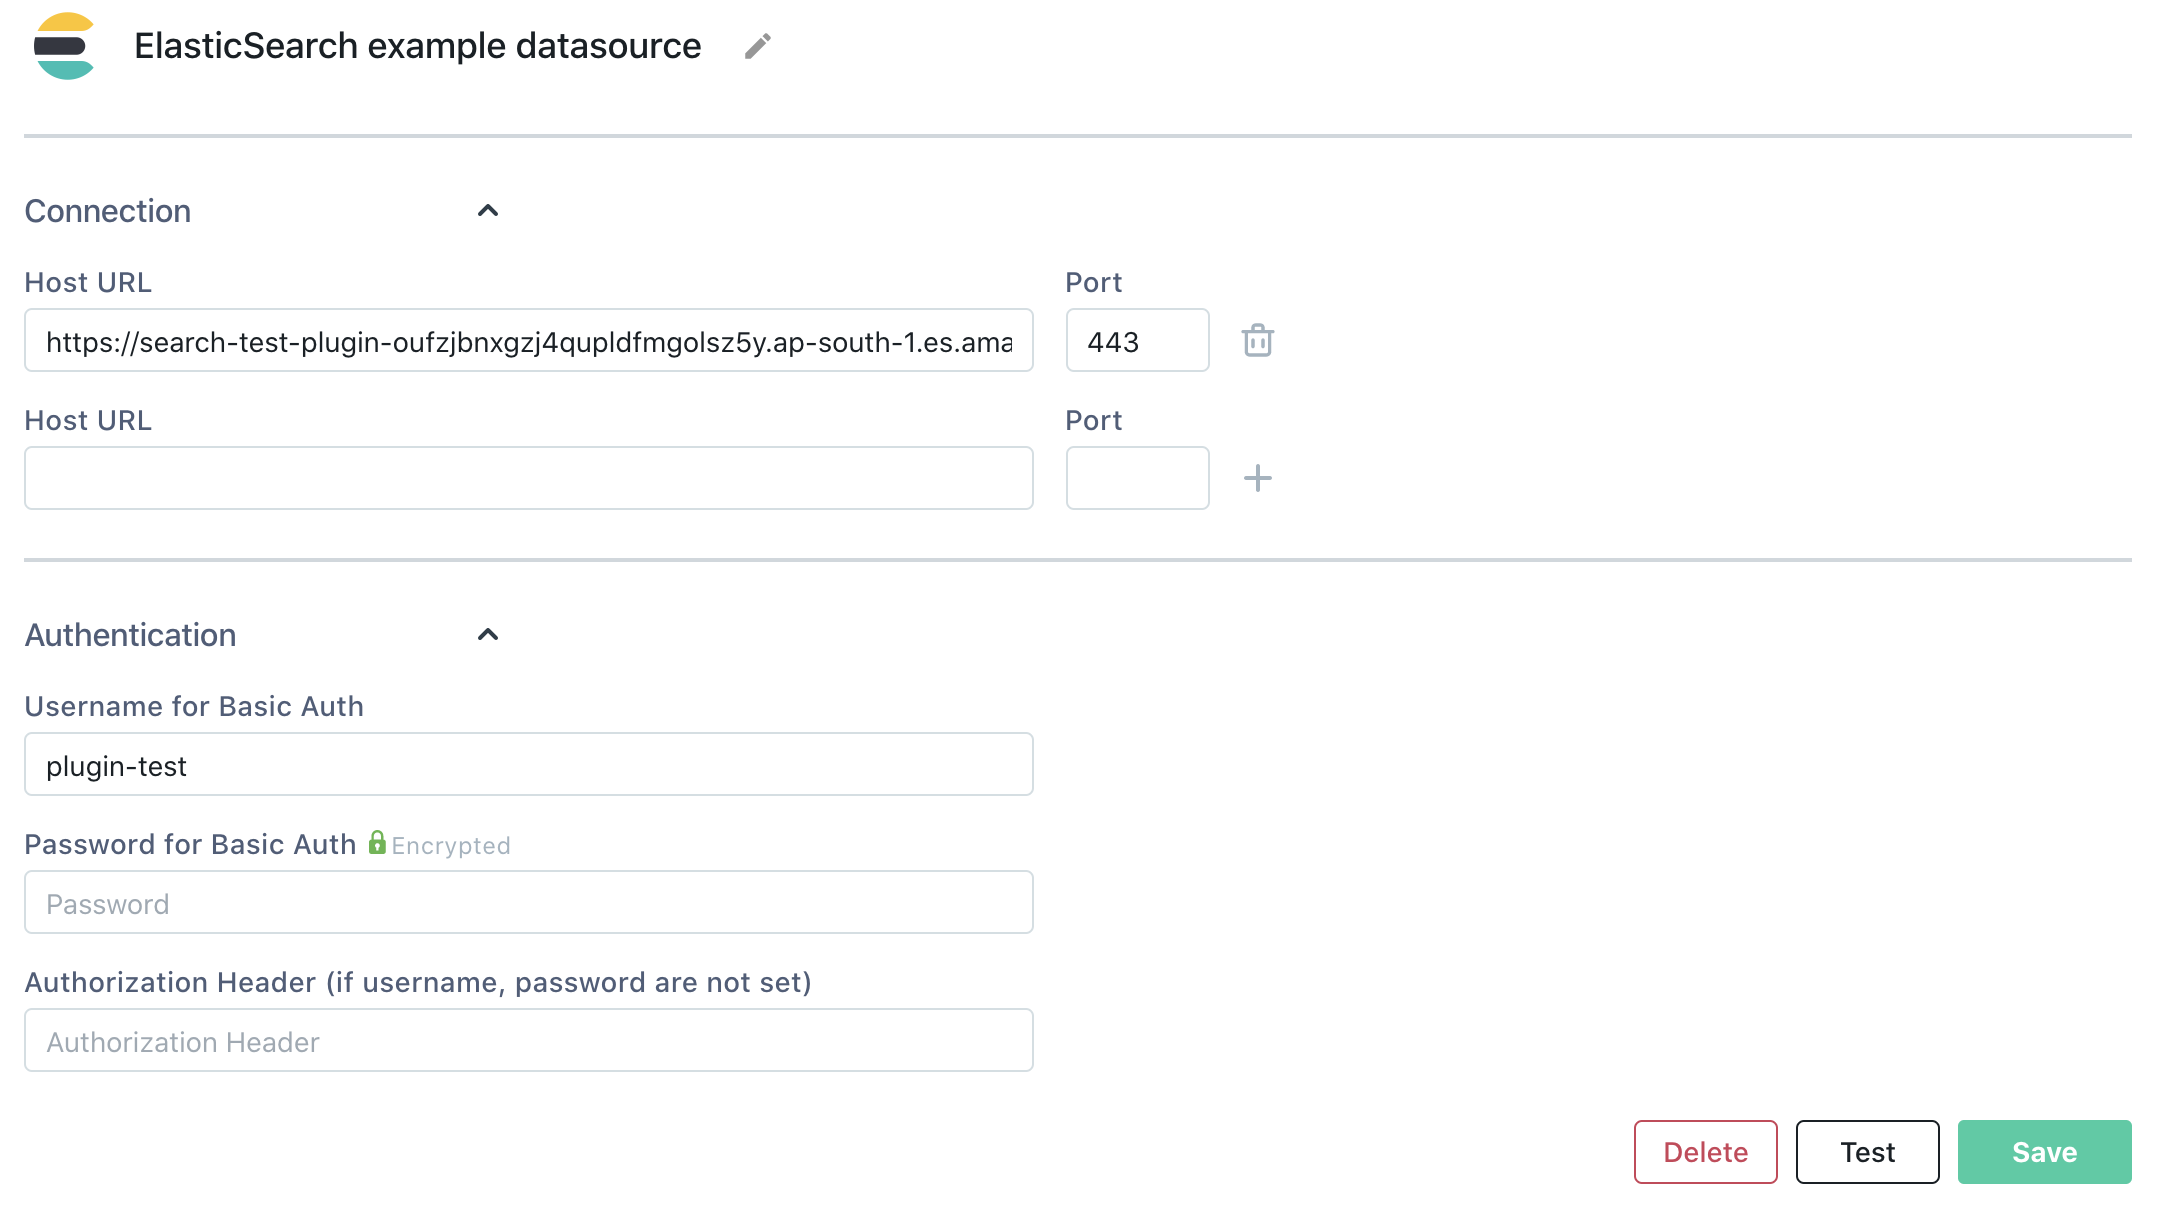 ElasticSearch example datasource
Connection
Host URL Port
https://search-test-plugin-oufzjbnxgzj4qupldfmgolsz5y.ap-south-1.es.ama 443
Host URL Port
Authentication
Username for Basic Auth
plugin-test
Password for Basic Auth Encrypted
Password
Authorization Header (if username, password are not set)
Authorization Header
Delete Test Save